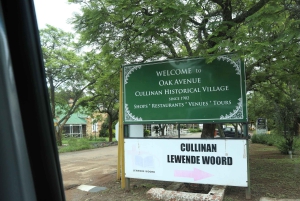 WELCOME to
OAK AVENUE
CULLINAN HISTORICAL VILLAGE
SINCE 1902
SHOPS * RESTAURANTS * VENUES * TOURS
CULLINAN
LEWENDE WOORD